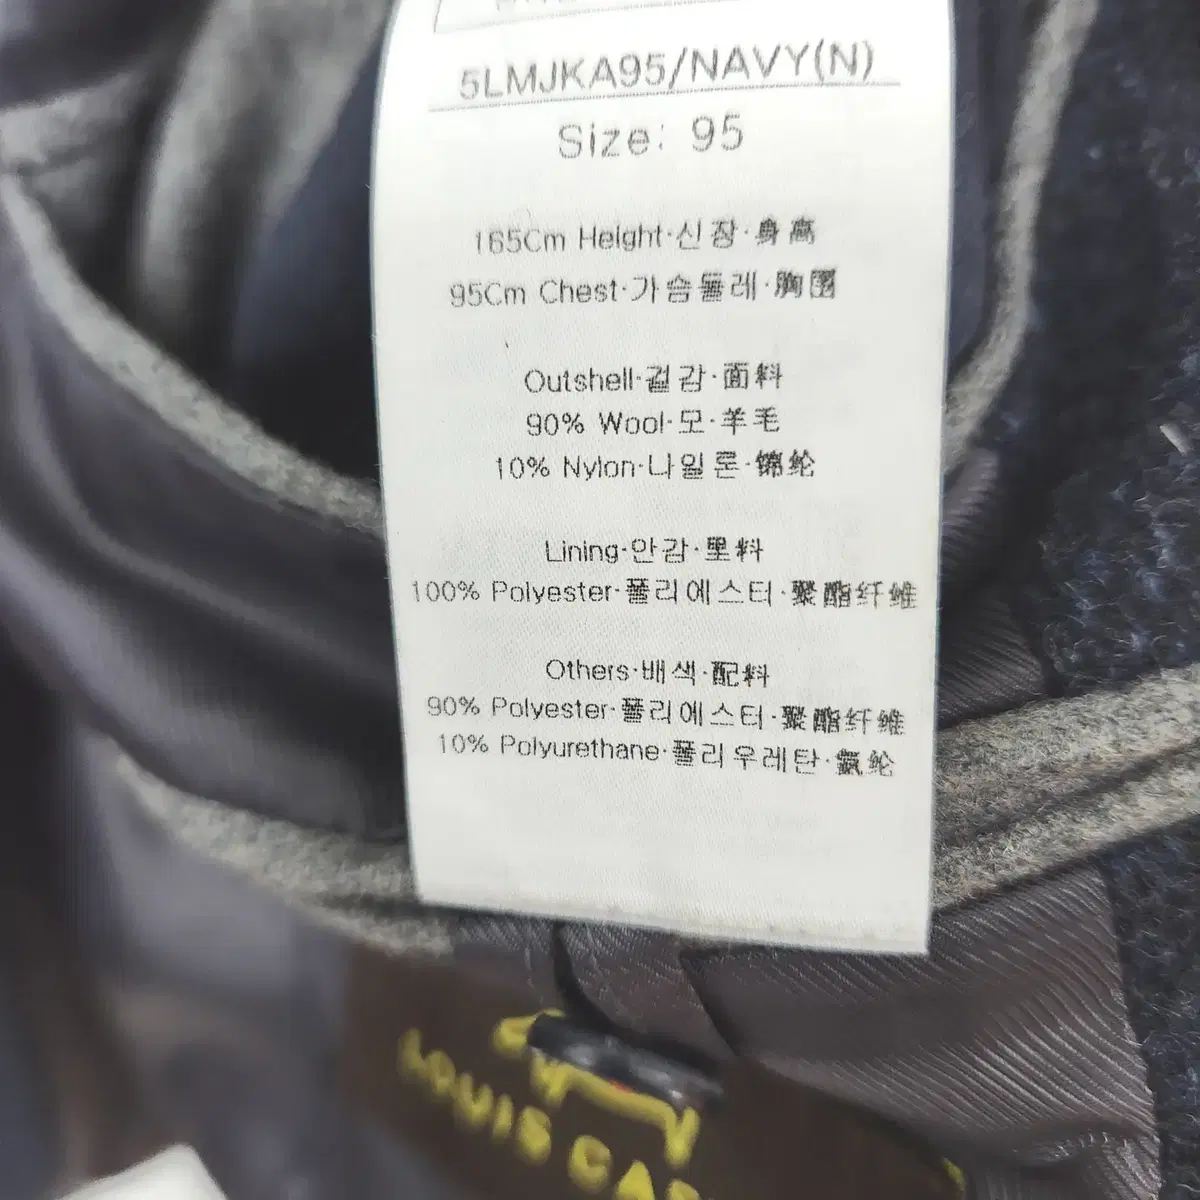 5LMJKA95/NAVY(N)
Size: 95
165Cm Height·신장·身高
95Cm Chest·가슴둘레·胸围
Outshell·겉감·面料
90% Wool·모·羊毛
10% Nylon·나일론·锦纶
Lining·안감·里料
100% Polyester·폴리에스터·聚酯纤维
Others·배색·配料
90% Polyester·폴리에스터·聚酯纤维
10% Polyurethane·폴리우레탄·氨纶
LOUIS CA